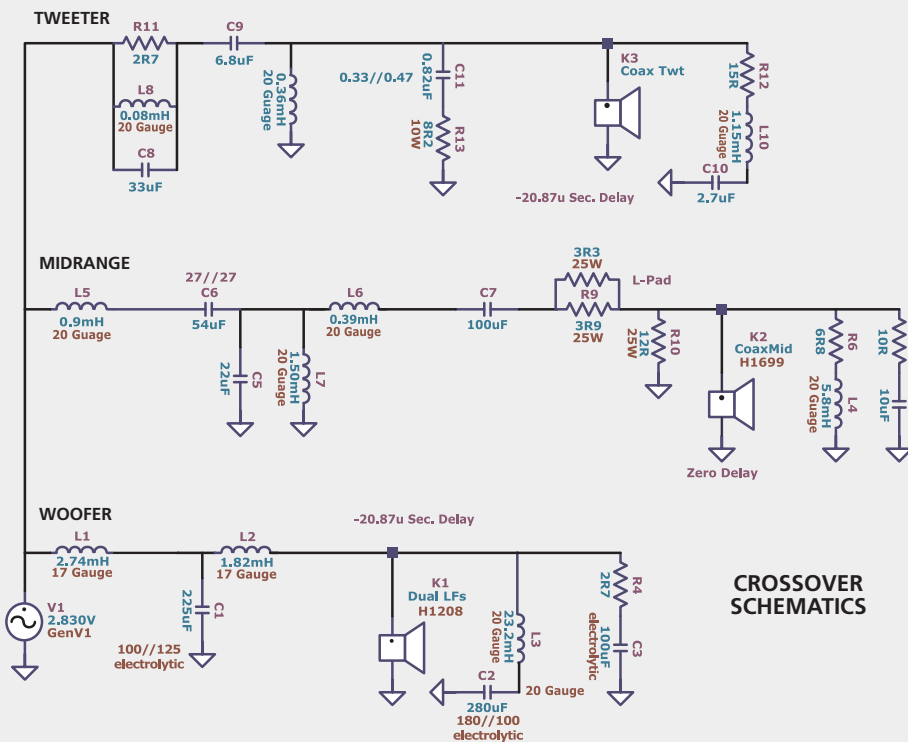 TWEETER
R11
2R7
L8
0.08mH
20 Gauge
C8
33uF
C9
6.8uF
0.36mH
20 Guage
0.33//0.47
0.82uF
C11
8R2
10W
R13
K3
Coax Twt
-20.87u Sec. Delay
15R
R12
1.15mH
20 Gauge
L10
C10
2.7uF
MIDRANGE
L5
0.9mH
20 Guage
27//27
C6
54uF
22uF
C5
1.50mH
20 Guage
L7
L6
0.39mH
20 Gauge
C7
100uF
3R3
25W
R9
3R9
25W
L-Pad
12R
25W
R10
K2
CoaxMid
H1699
Zero Delay
6R8
R6
5.8mH
20 Guage
L4
10R
10uF
WOOFER
L1
2.74mH
17 Gauge
L2
1.82mH
17 Gauge
225uF
C1
100//125
electrolytic
-20.87u Sec. Delay
K1
Dual LFs
H1208
23.2mH
20 Gauge
L3
20 Gauge
C2
280uF
180//100
electrolytic
2R7
R4
100uF
electrolytic
C3
V1
2.830V
GenV1
CROSSOVER
SCHEMATICS